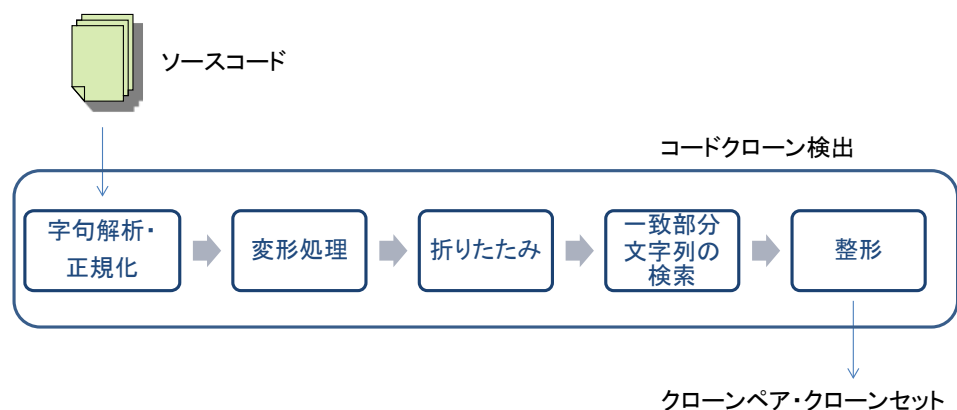 ソースコード
コードクローン検出
字句解析・
正規化
変形処理
折りたたみ
一致部分
文字列の
検索
整形
クローンペア・クローンセット